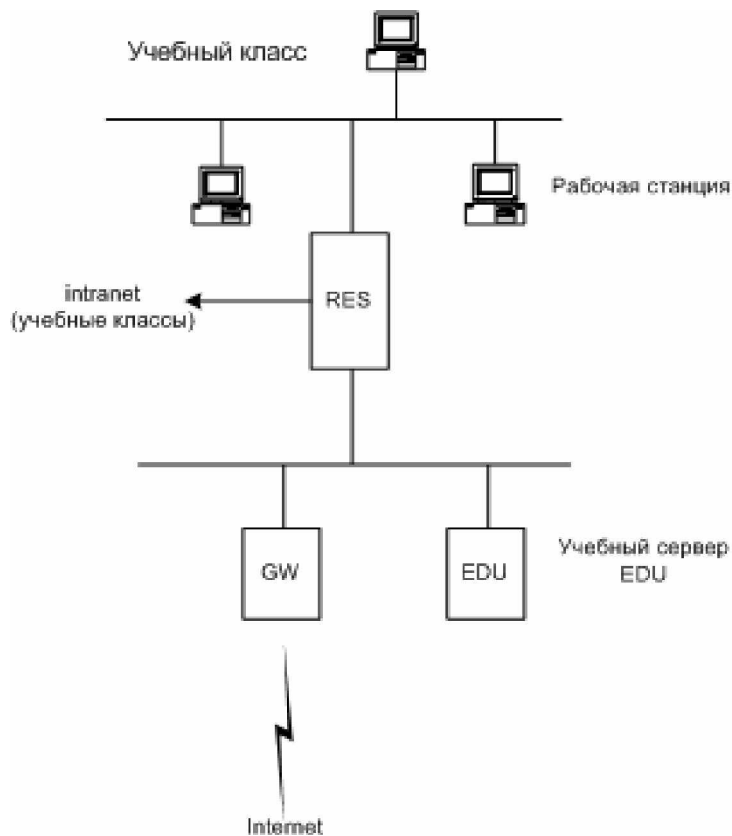 Учебный класс
Рабочая станция
intranet
(учебные классы)
RES
GW
EDU
Учебный сервер
EDU
Internet